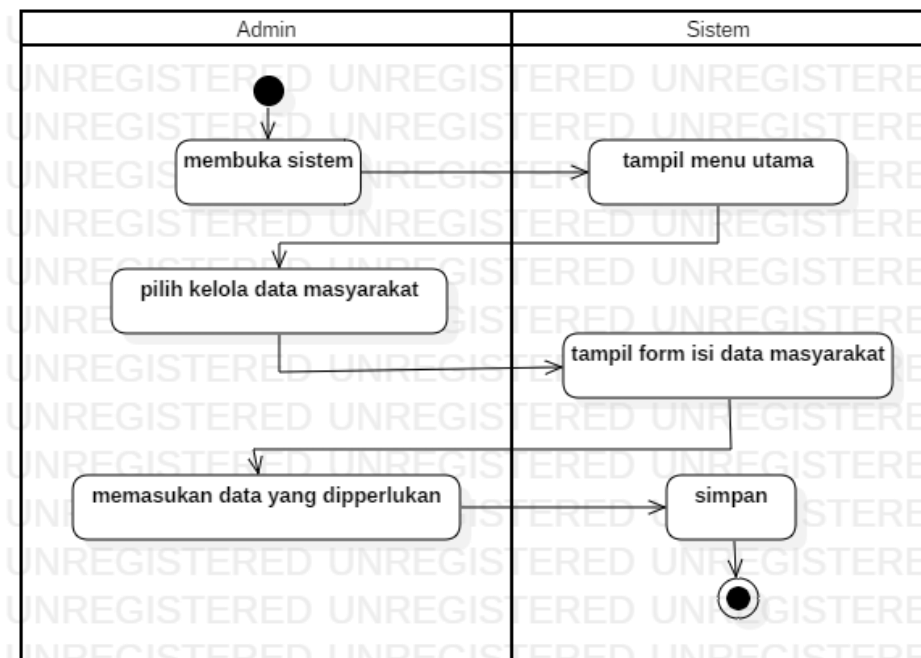 Admin
Sistem
UNREGISTERED UNREGISTERED UNREGISTERE
membuka sistem
tampil menu utama
pilih kelola data masyarakat
tampil form isi data masyarakat
memasukan data yang dipperlukan
simpan